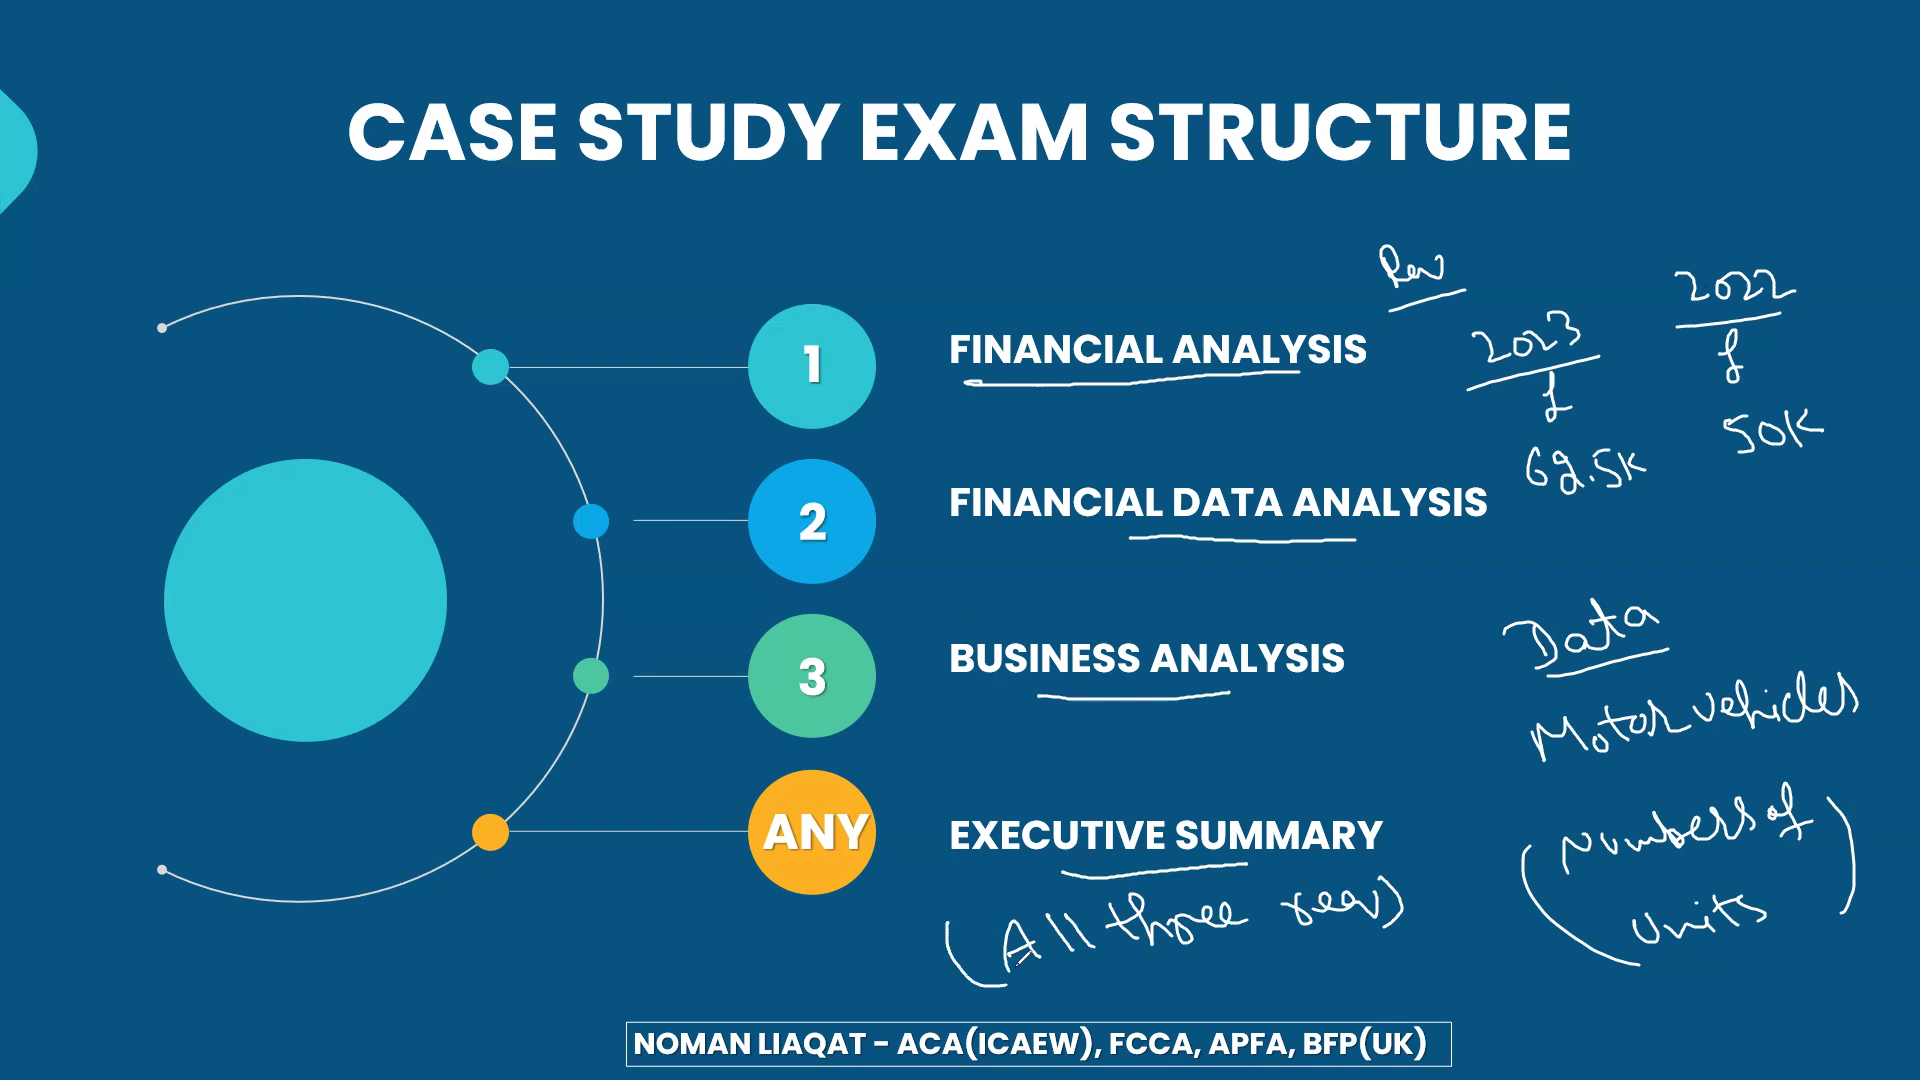 CASE STUDY EXAM STRUCTURE
Rev
2023
£
62.5K
2022
£
50K
1
FINANCIAL ANALYSIS
2
FINANCIAL DATA ANALYSIS
3
BUSINESS ANALYSIS
ANY
EXECUTIVE SUMMARY
(All three
Data
Motor vehicles
(Numbers of
Units)
NOMAN LIAQAT - ACA(ICAEW), FCCA, APFA, BFP(UK)